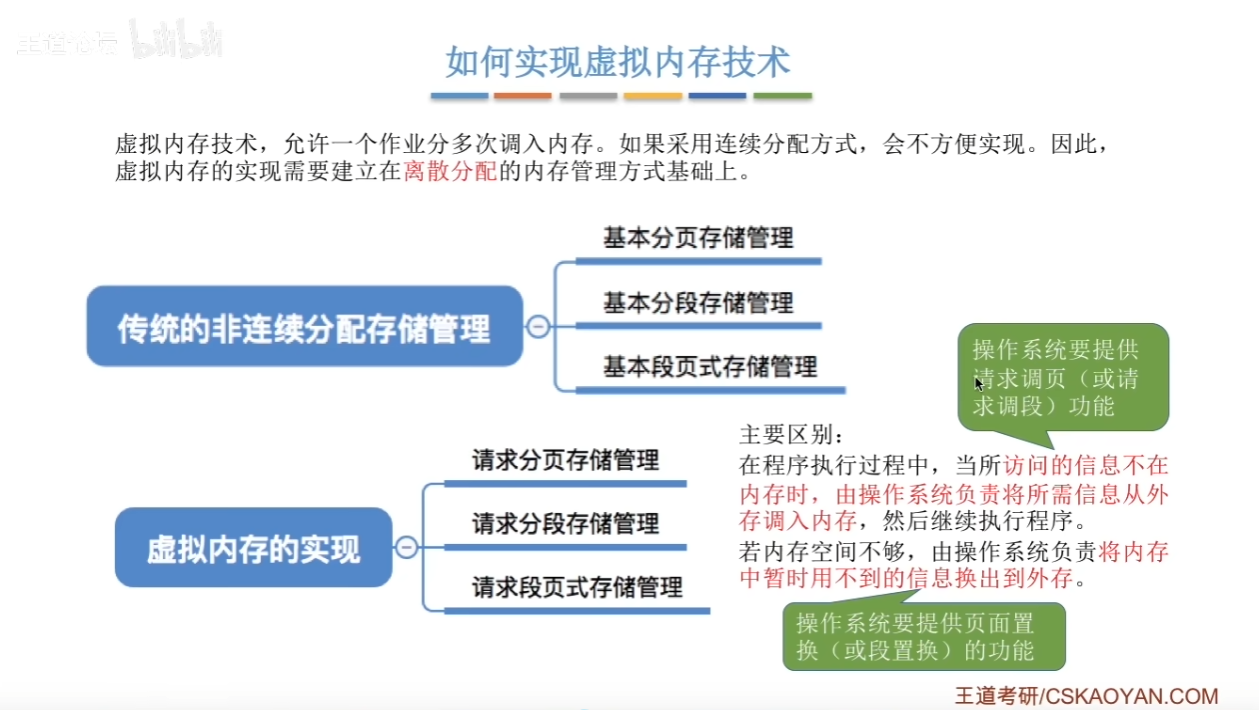 王道论坛 bilibili
如何实现虚拟内存技术
虚拟内存技术，允许一个作业分多次调入内存。如果采用连续分配方式，会不方便实现。因此，
虚拟内存的实现需要建立在离散分配的内存管理方式基础上。
传统的非连续分配存储管理
基本分页存储管理
基本分段存储管理
基本段页式存储管理
虚拟内存的实现
请求分页存储管理
请求分段存储管理
请求段页式存储管理
操作系统要提供
请求调页（或请
求调段）功能
主要区别：
在程序执行过程中，当所访问的信息不在
内存时，由操作系统负责将所需信息从外
存调入内存，然后继续执行程序。
若内存空间不够，由操作系统负责将内存
中暂时用不到的信息换出到外存。
操作系统要提供页面置
换（或段置换）的功能
王道考研/CSKAOYAN.COM